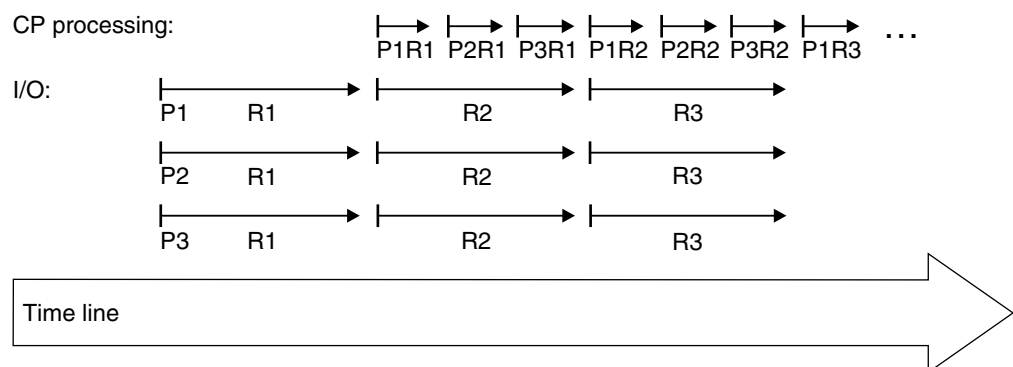 CP processing:
P1R1 P2R1 P3R1 P1R2 P2R2 P3R2 P1R3 ...
I/O:
P1 R1 R2 R3
P2 R1 R2 R3
P3 R1 R2 R3
Time line